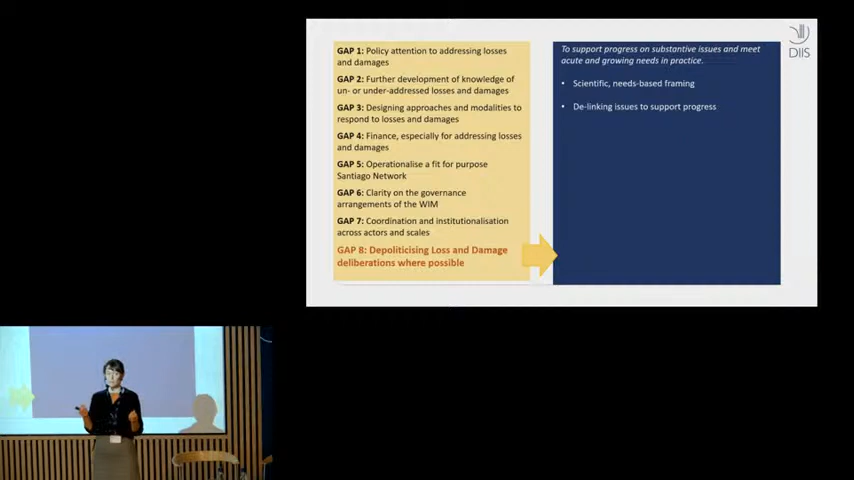 GAP 1: Policy attention to addressing losses
and damages
GAP 2: Further development of knowledge of
un- or under-addressed losses and damages
GAP 3: Designing approaches and modalities to
respond to losses and damages
GAP 4: Finance, especially for addressing losses
and damages
GAP 5: Operationalise a fit for purpose
Santiago Network
GAP 6: Clarity on the governance
arrangements of the WIM
GAP 7: Coordination and institutionalisation
across actors and scales
GAP 8: Depoliticising Loss and Damage
deliberations where possible
To support progress on substantive issues and meet
acute and growing needs in practice.
• Scientific, needs-based framing
• De-linking issues to support progress
DIIS